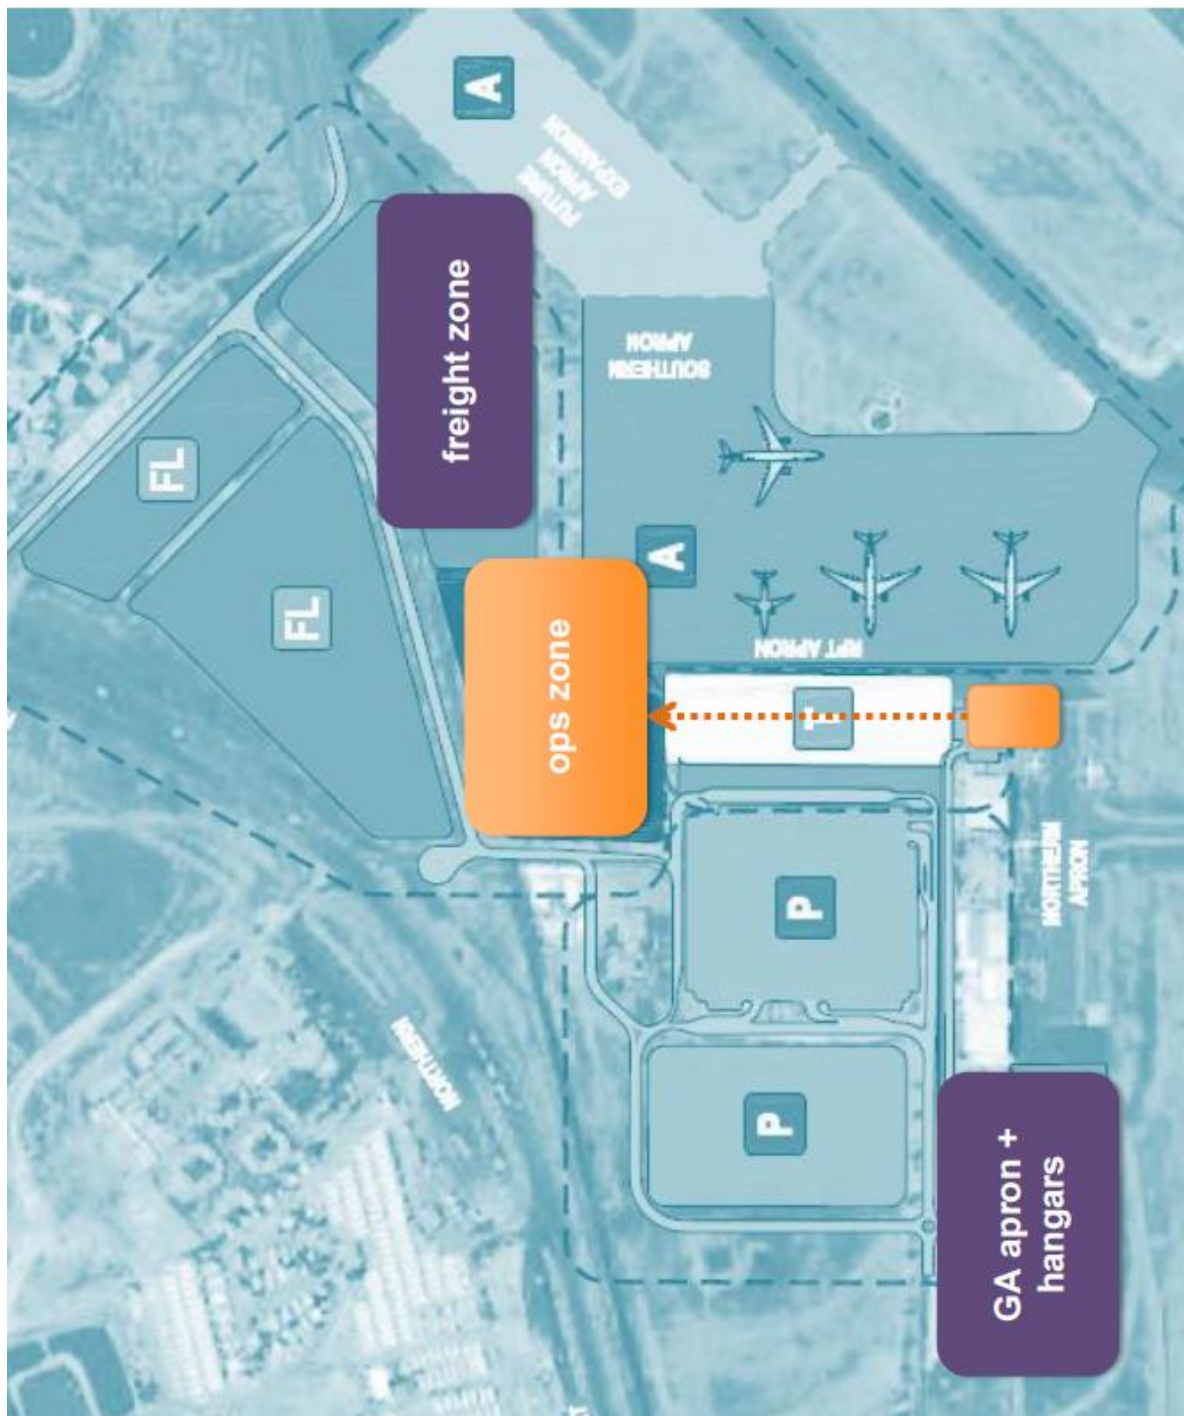 A
FUTURE
APRON
EXPANSION
freight zone
SOUTHERN
APRON
FL
FL
A
ops zone
RPT APRON
T
P
NORTHERN
APRON
NORTHERN
P
GA apron +
hangars